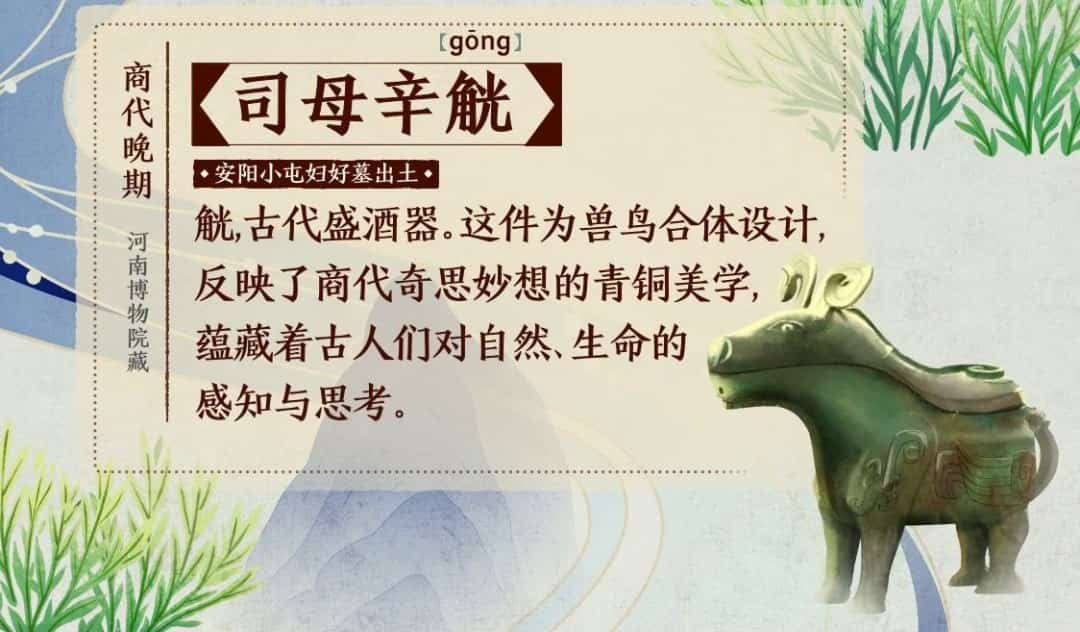 商代晚期
河南博物院藏
【gōng】
司母辛觥
·安阳小屯妇好墓出土·
觥,古代盛酒器。这件为兽鸟合体设计,
反映了商代奇思妙想的青铜美学,
蕴藏着古人们对自然、生命的
感知与思考。